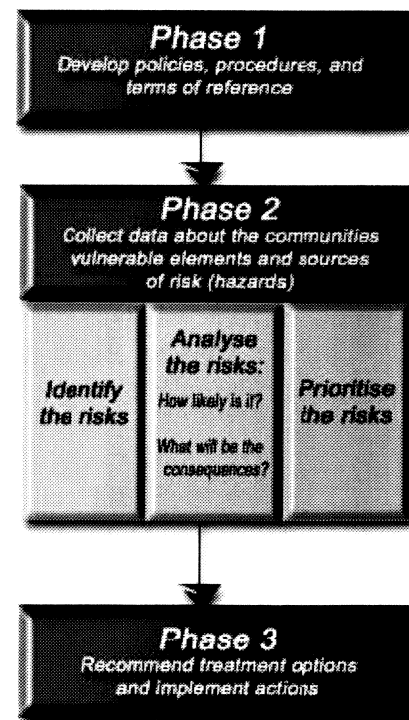 Phase 1
Develop policies, procedures, and
terms of reference
Phase 2
Collect data about the communities
vulnerable elements and sources
of risk (hazards)
Identify
the risks
Analyse
the risks:
How likely is it?
What will be the
consequences?
Prioritise
the risks
Phase 3
Recommend treatment options
and implement actions